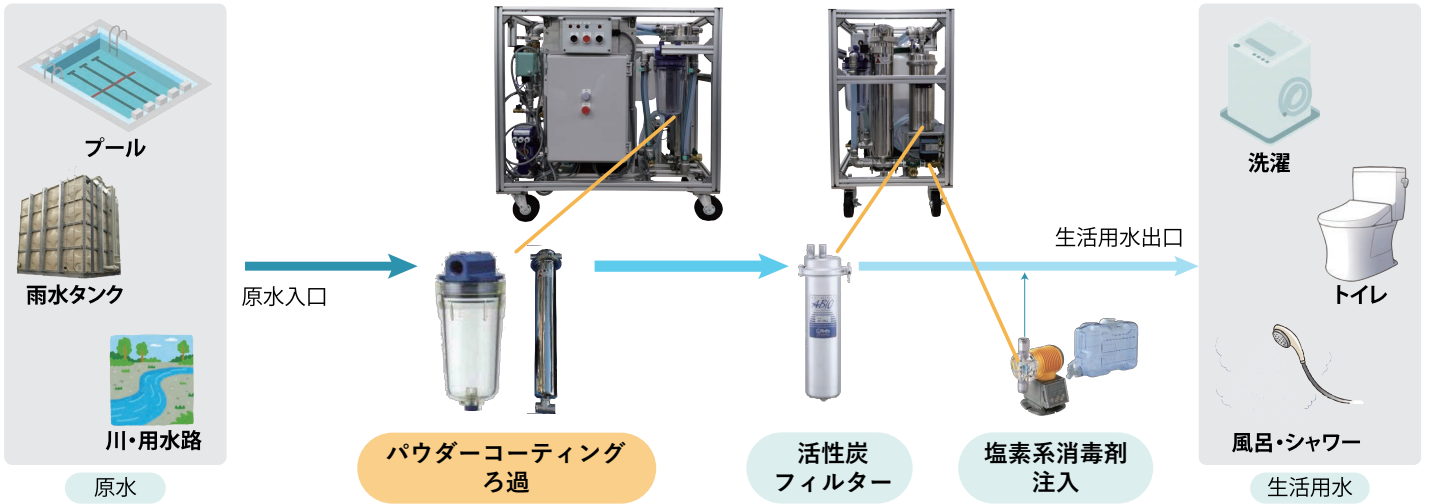 プール
雨水タンク
川・用水路
原水
原水入口
パウダーコーティング
ろ過
活性炭
フィルター
塩素系消毒剤
注入
生活用水出口
洗濯
トイレ
風呂・シャワー
生活用水